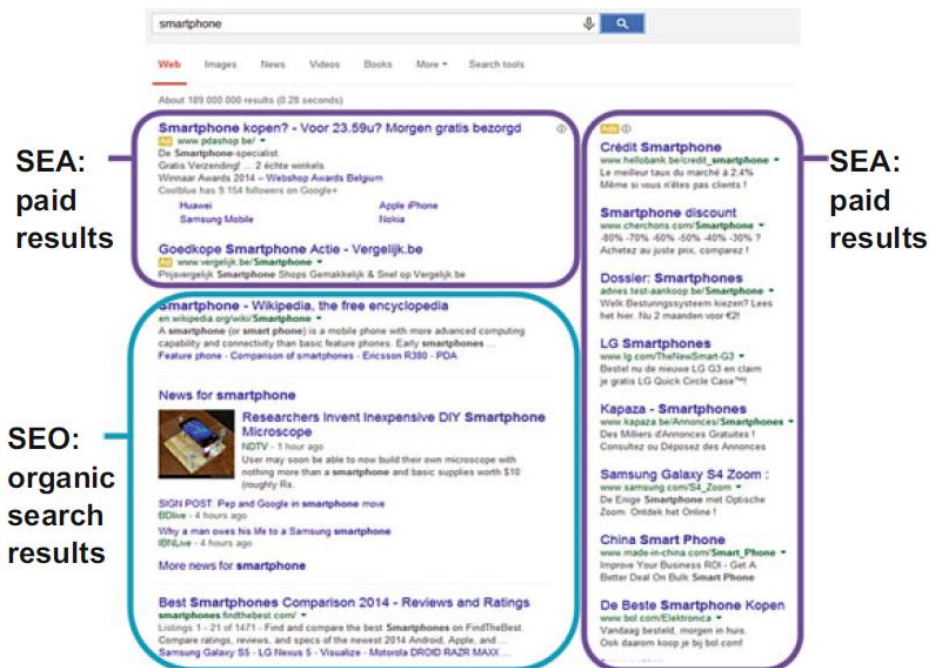 smartphone
Web Images News Videos Books More Search tools
About 189.000.000 results (0.28 seconds)
SEA:
paid
results
Smartphone kopen? - Voor 23.59u? Morgen gratis bezorgd
Ad www.pdashop.be/
De Smartphone-specialist
Gratis Verzending! ... 2 échte winkels
Winnaar Awards 2014 – Webshop Awards Belgium
Coolblue has 9 154 followers on Google+
Huawei Apple iPhone
Samsung Mobile Nokia
Goedkope Smartphone Actie - Vergelijk.be
Ad www.vergelijk.be/Smartphone
Prijsvergelijk Smartphone Shops Gemakkelijk & Snel op Vergelijk.be
SEO:
organic
search
results
Smartphone - Wikipedia, the free encyclopedia
en.wikipedia.org/wiki/Smartphone
A smartphone (or smart phone) is a mobile phone with more advanced computing
capability and connectivity than basic feature phones. Early smartphones ...
Feature phone - Comparison of smartphones - Ericsson R380 - PDA
News for smartphone
Researchers Invent Inexpensive DIY Smartphone
Microscope
NDTV - 1 hour ago
User may soon be able to now build their own microscope with
nothing more than a smartphone and basic supplies worth $10
(roughly Rs.
SIGN POST: Pep and Google in smartphone move
BDlive - 4 hours ago
Why a man owes his life to a Samsung smartphone
IBNLive - 4 hours ago
More news for smartphone
Best Smartphones Comparison 2014 - Reviews and Ratings
smartphones.findthebest.com/
Listings 1 - 21 of 1471 - Find and compare the best Smartphones on FindTheBest.
Compare ratings, reviews, and specs of the newest 2014 Android, Apple, and ...
Samsung Galaxy S5 - LG Nexus 5 - Visualize - Motorola DROID RAZR MAXX ...
SEA:
paid
results
Ads
Crédit Smartphone
www.hellobank.be/credit_smartphone
Le meilleur taux du marché à 2,4%
Même si vous n'êtes pas clients !
Smartphone discount
www.cherchons.com/Smartphone
-80% -70% -60% -50% -40% -30% ?
Achetez au juste prix, comparez !
Dossier: Smartphones
advies.test-aankoop.be/Smartphone
Welk Besturingssysteem kiezen? Lees
het hier. Nu 2 maanden voor €2!
LG Smartphones
www.lg.com/TheNewSmart-G3
Bestel nu de nieuwe LG G3 en claim
je gratis LG Quick Circle Case™!
Kapaza - Smartphones
www.kapaza.be/Annonces/Smartphones
Des Milliers d'Annonces Gratuites !
Consultez ou Déposez des Annonces
Samsung Galaxy S4 Zoom :
www.samsung.com/S4_Zoom
De Enige Smartphone met Optische
Zoom. Ontdek het Online !
China Smart Phone
www.made-in-china.com/Smart_Phone
Improve Your Business ROI - Get A
Better Deal On Bulk Smart Phone
De Beste Smartphone Kopen
www.bol.com/Elektronica
Vandaag besteld, morgen in huis.
Ook daarom koop je bij bol.com!